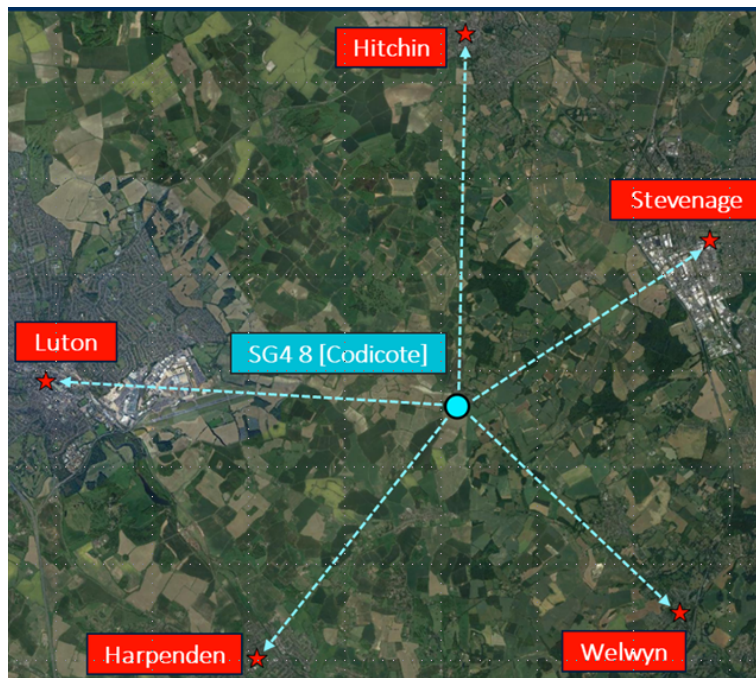 Hitchin
Stevenage
Luton
SG4 8 [Codicote]
Harpenden
Welwyn